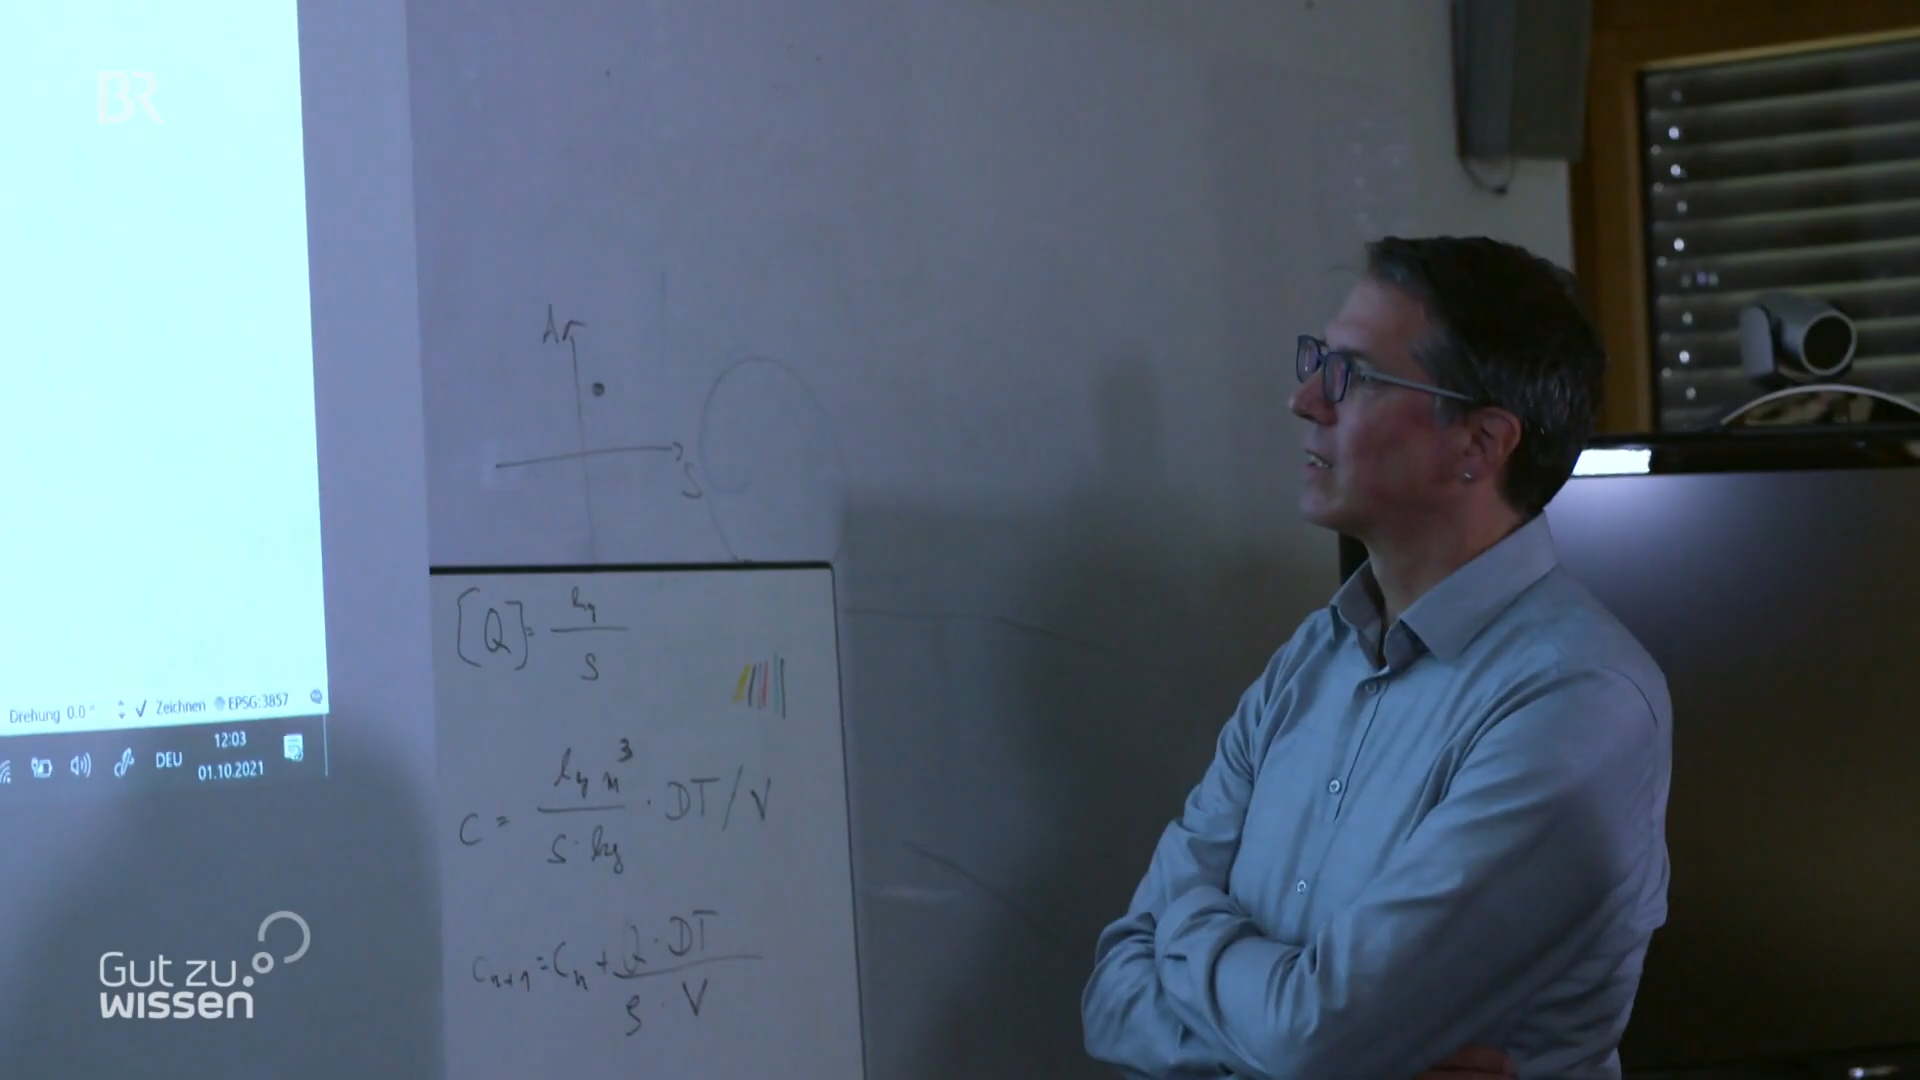 BR
Ar
S
[Q] = kg / s
Drehung 0.0 ° ✓ Zeichnen EPSG:3857
12:03
DEU
01.10.2021
C = kg m³ / s · kg · DT / V
Cn+1 = Cn + Q · DT / ρ · V
Gut zu
wissen